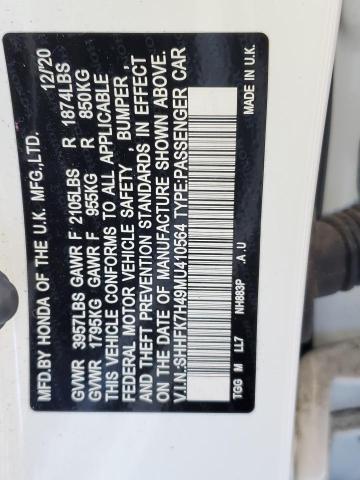 MFD.BY HONDA OF THE U.K. MFG.,LTD. 12/'20
GVWR 3957LBS GAWR F 2105LBS R 1874LBS
GVWR 1795KG GAWR F 955KG R 850KG
THIS VEHICLE CONFORMS TO ALL APPLICABLE
FEDERAL MOTOR VEHICLE SAFETY , BUMPER ,
AND THEFT PREVENTION STANDARDS IN EFFECT
ON THE DATE OF MANUFACTURE SHOWN ABOVE.
V.I.N.:SHHFK7H49MU410564 TYPE:PASSENGER CAR
TGG M LL7 NH883P .A U MADE IN U.K.